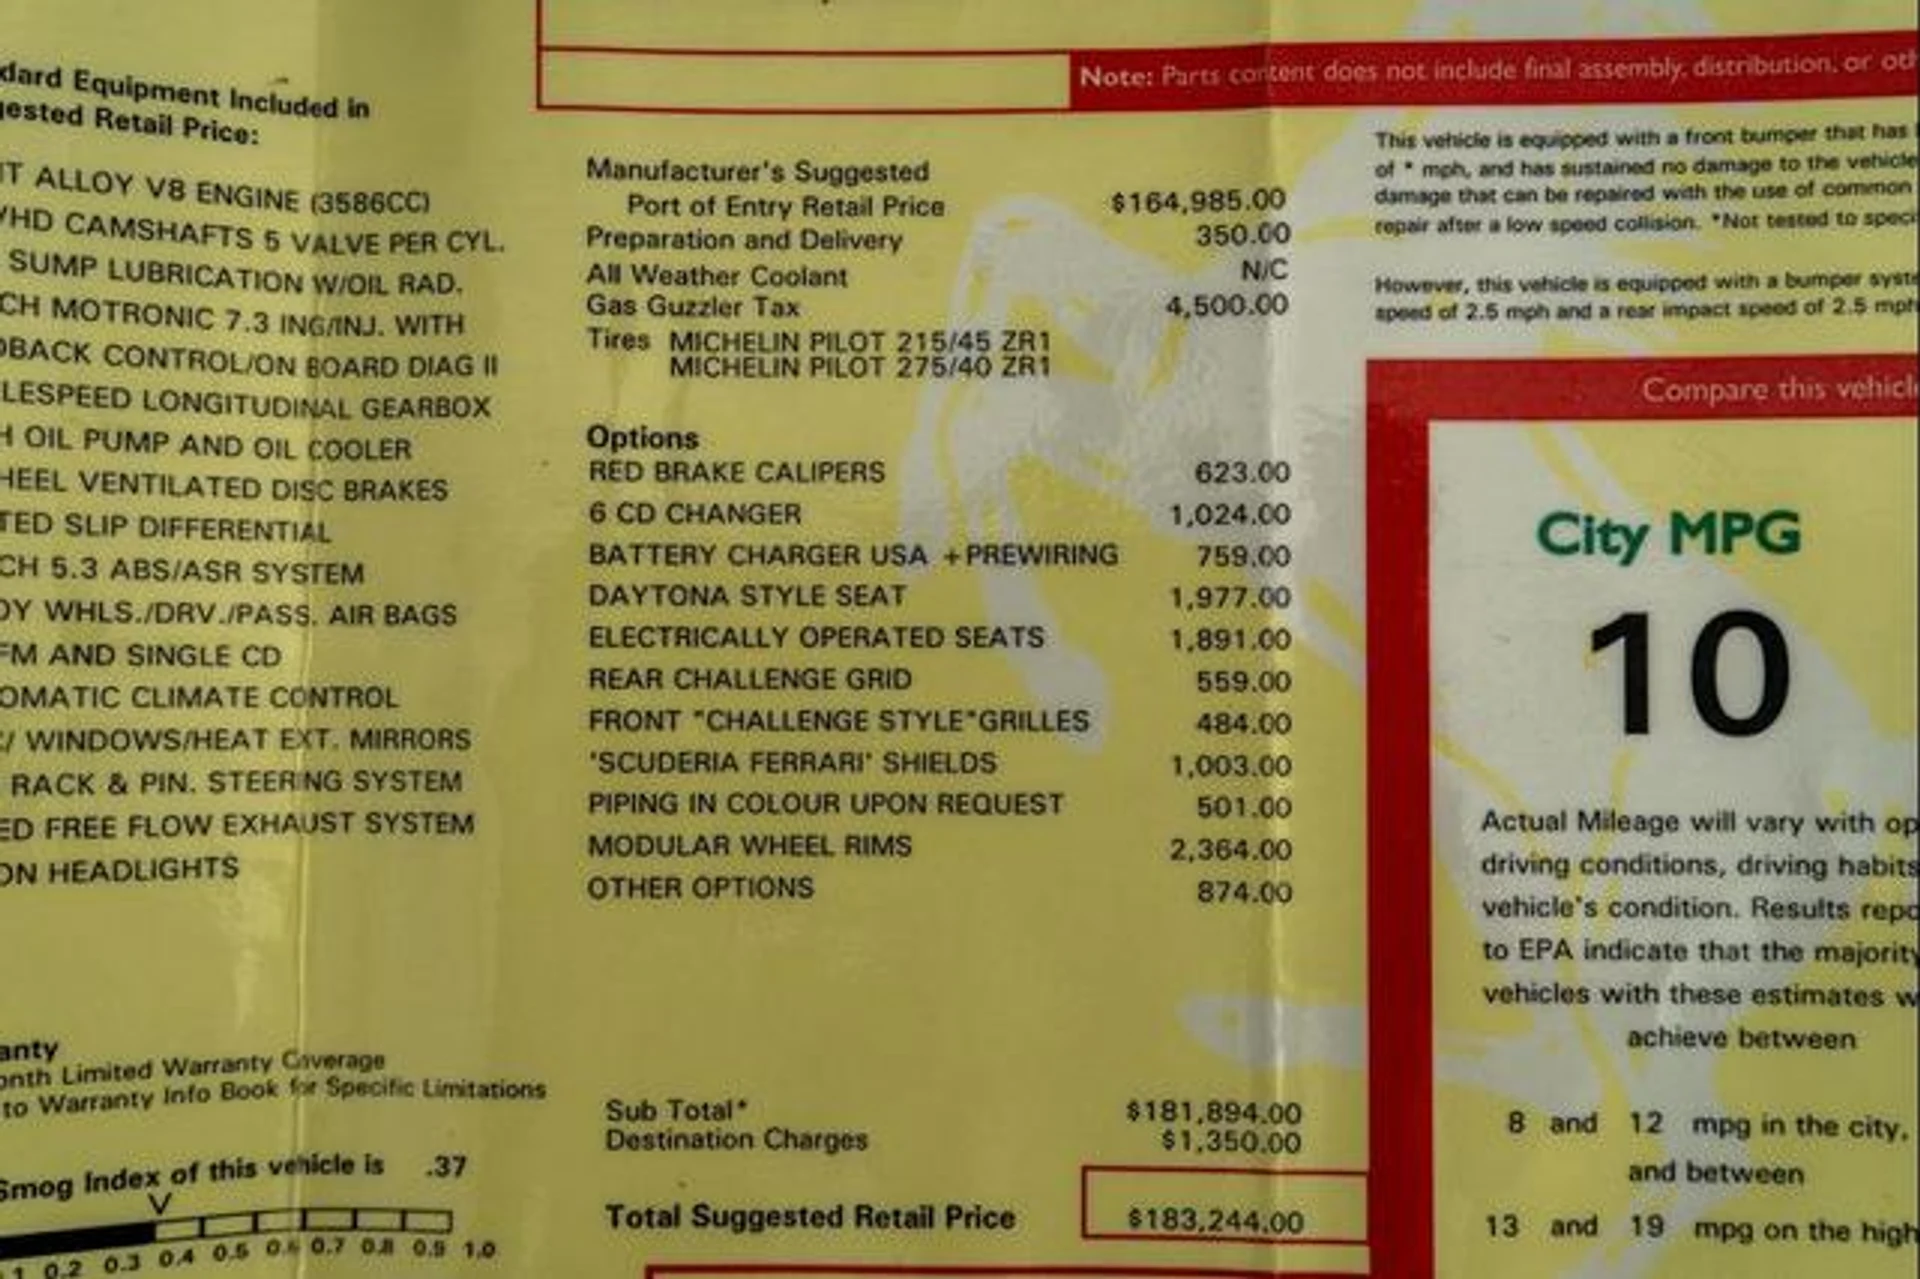 dard Equipment Included in
gested Retail Price:
T ALLOY V8 ENGINE (3586CC)
HD CAMSHAFTS 5 VALVE PER CYL.
SUMP LUBRICATION W/OIL RAD.
CH MOTRONIC 7.3 ING/INJ. WITH
DBACK CONTROL/ON BOARD DIAG II
LESPEED LONGITUDINAL GEARBOX
H OIL PUMP AND OIL COOLER
HEEL VENTILATED DISC BRAKES
TED SLIP DIFFERENTIAL
CH 5.3 ABS/ASR SYSTEM
DY WHLS./DRV./PASS. AIR BAGS
FM AND SINGLE CD
OMATIC CLIMATE CONTROL
/ WINDOWS/HEAT EXT. MIRRORS
RACK & PIN. STEERING SYSTEM
ED FREE FLOW EXHAUST SYSTEM
ON HEADLIGHTS
anty
onth Limited Warranty Coverage
to Warranty Info Book for Specific Limitations
Smog Index of this vehicle is .37
1 0.2 0.3 0.4 0.5 0.6 0.7 0.8 0.9 1.0
Manufacturer's Suggested
Port of Entry Retail Price $164,985.00
Preparation and Delivery 350.00
All Weather Coolant N/C
Gas Guzzler Tax 4,500.00
Tires MICHELIN PILOT 215/45 ZR1
MICHELIN PILOT 275/40 ZR1
Options
RED BRAKE CALIPERS 623.00
6 CD CHANGER 1,024.00
BATTERY CHARGER USA +PREWIRING 759.00
DAYTONA STYLE SEAT 1,977.00
ELECTRICALLY OPERATED SEATS 1,891.00
REAR CHALLENGE GRID 559.00
FRONT "CHALLENGE STYLE"GRILLES 484.00
'SCUDERIA FERRARI' SHIELDS 1,003.00
PIPING IN COLOUR UPON REQUEST 501.00
MODULAR WHEEL RIMS 2,364.00
OTHER OPTIONS 874.00
Sub Total* $181,894.00
Destination Charges $1,350.00
Total Suggested Retail Price $183,244.00
Note: Parts content does not include final assembly, distribution, or oth
This vehicle is equipped with a front bumper that has
of * mph, and has sustained no damage to the vehicle
damage that can be repaired with the use of common
repair after a low speed collision. *Not tested to speci
However, this vehicle is equipped with a bumper syste
speed of 2.5 mph and a rear impact speed of 2.5 mph
Compare this vehicl
City MPG
10
Actual Mileage will vary with op
driving conditions, driving habits
vehicle's condition. Results repo
to EPA indicate that the majority
vehicles with these estimates w
achieve between
8 and 12 mpg in the city,
and between
13 and 19 mpg on the high